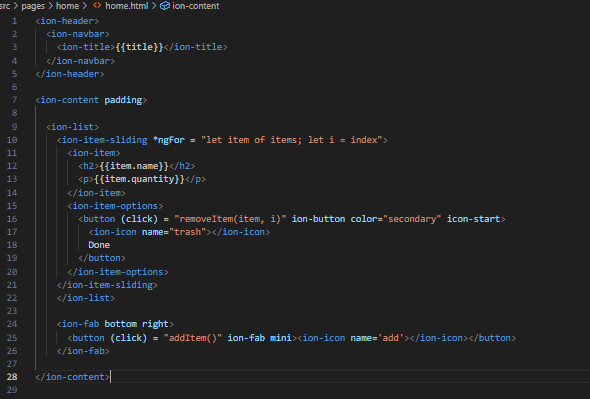 src > pages > home > <> home.html > ion-content
1 <ion-header>
2   <ion-navbar>
3     <ion-title>{{title}}</ion-title>
4   </ion-navbar>
5 </ion-header>
6
7 <ion-content padding>
8
9   <ion-list>
10     <ion-item-sliding *ngFor = "let item of items; let i = index">
11       <ion-item>
12         <h2>{{item.name}}</h2>
13         <p>{{item.quantity}}</p>
14       </ion-item>
15       <ion-item-options>
16         <button (click) = "removeItem(item, i)" ion-button color="secondary" icon-start>
17           <ion-icon name="trash"></ion-icon>
18           Done
19         </button>
20       </ion-item-options>
21     </ion-item-sliding>
22     </ion-list>
23
24     <ion-fab bottom right>
25       <button (click) = "addItem()" ion-fab mini><ion-icon name='add'></ion-icon></button>
26     </ion-fab>
27
28 </ion-content>
29